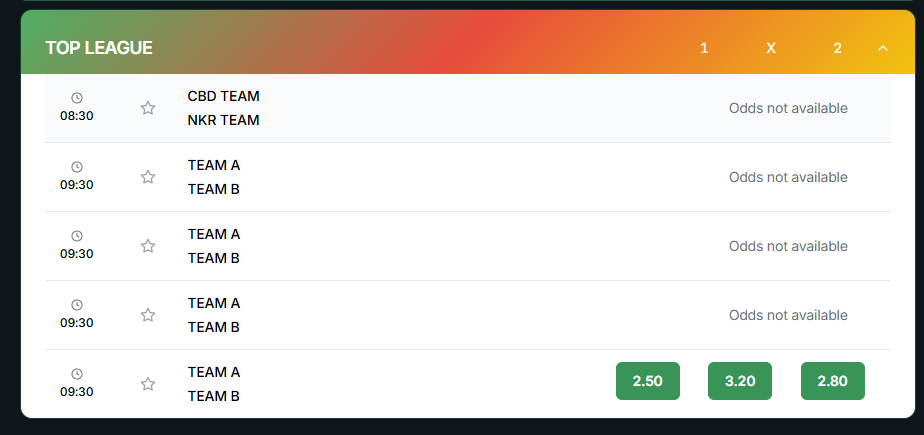 TOP LEAGUE 1 X 2
08:30 CBD TEAM Odds not available
NKR TEAM
09:30 TEAM A Odds not available
TEAM B
09:30 TEAM A Odds not available
TEAM B
09:30 TEAM A Odds not available
TEAM B
09:30 TEAM A 2.50 3.20 2.80
TEAM B